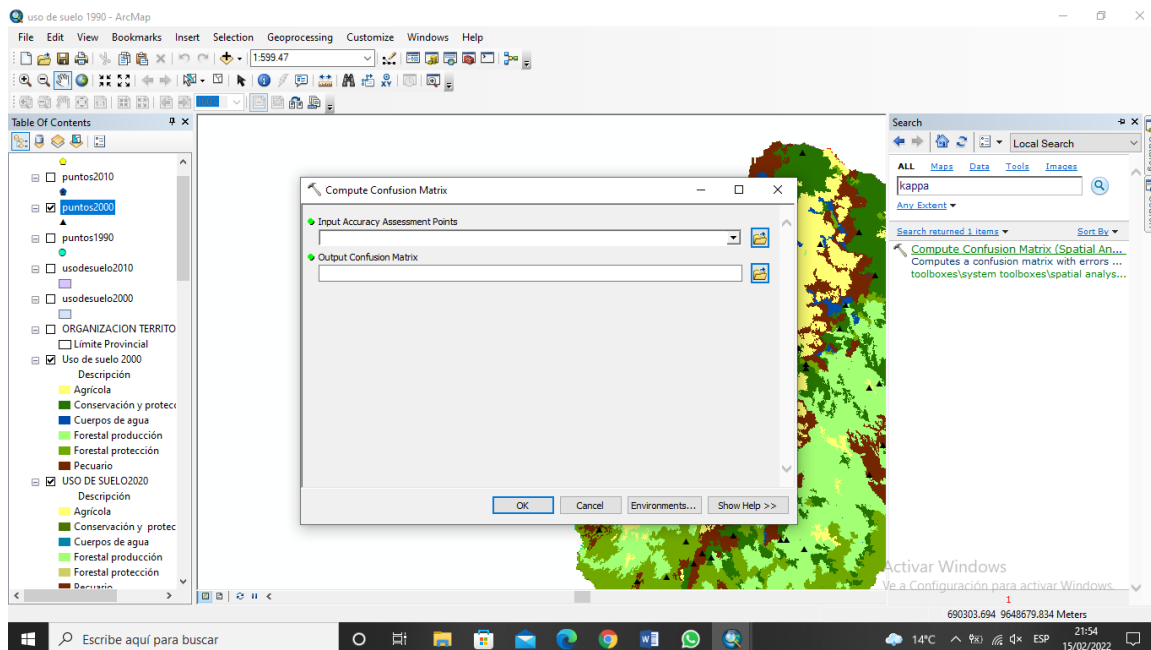 uso de suelo 1990 - ArcMap
File Edit View Bookmarks Insert Selection Geoprocessing Customize Windows Help
1:599.47
Table Of Contents
puntos2010
puntos2000
puntos1990
usodesuelo2010
usodesuelo2000
ORGANIZACION TERRITO
Límite Provincial
Uso de suelo 2000
Descripción
Agrícola
Conservación y protec
Cuerpos de agua
Forestal producción
Forestal protección
Pecuario
USO DE SUELO2020
Descripción
Agrícola
Conservación y protec
Cuerpos de agua
Forestal producción
Forestal protección
Pecuario
Compute Confusion Matrix
Input Accuracy Assessment Points
Output Confusion Matrix
OK Cancel Environments... Show Help >>
Search
Local Search
ALL Maps Data Tools Images
kappa
Any Extent
Search returned 1 items Sort By
Compute Confusion Matrix (Spatial An...
Computes a confusion matrix with errors ...
toolboxes\system toolboxes\spatial analys...
Activar Windows
Ve a Configuración para activar Windows.
1
690303.694 9648679.834 Meters
Escribe aquí para buscar
14°C ESP
21:54
15/02/2022